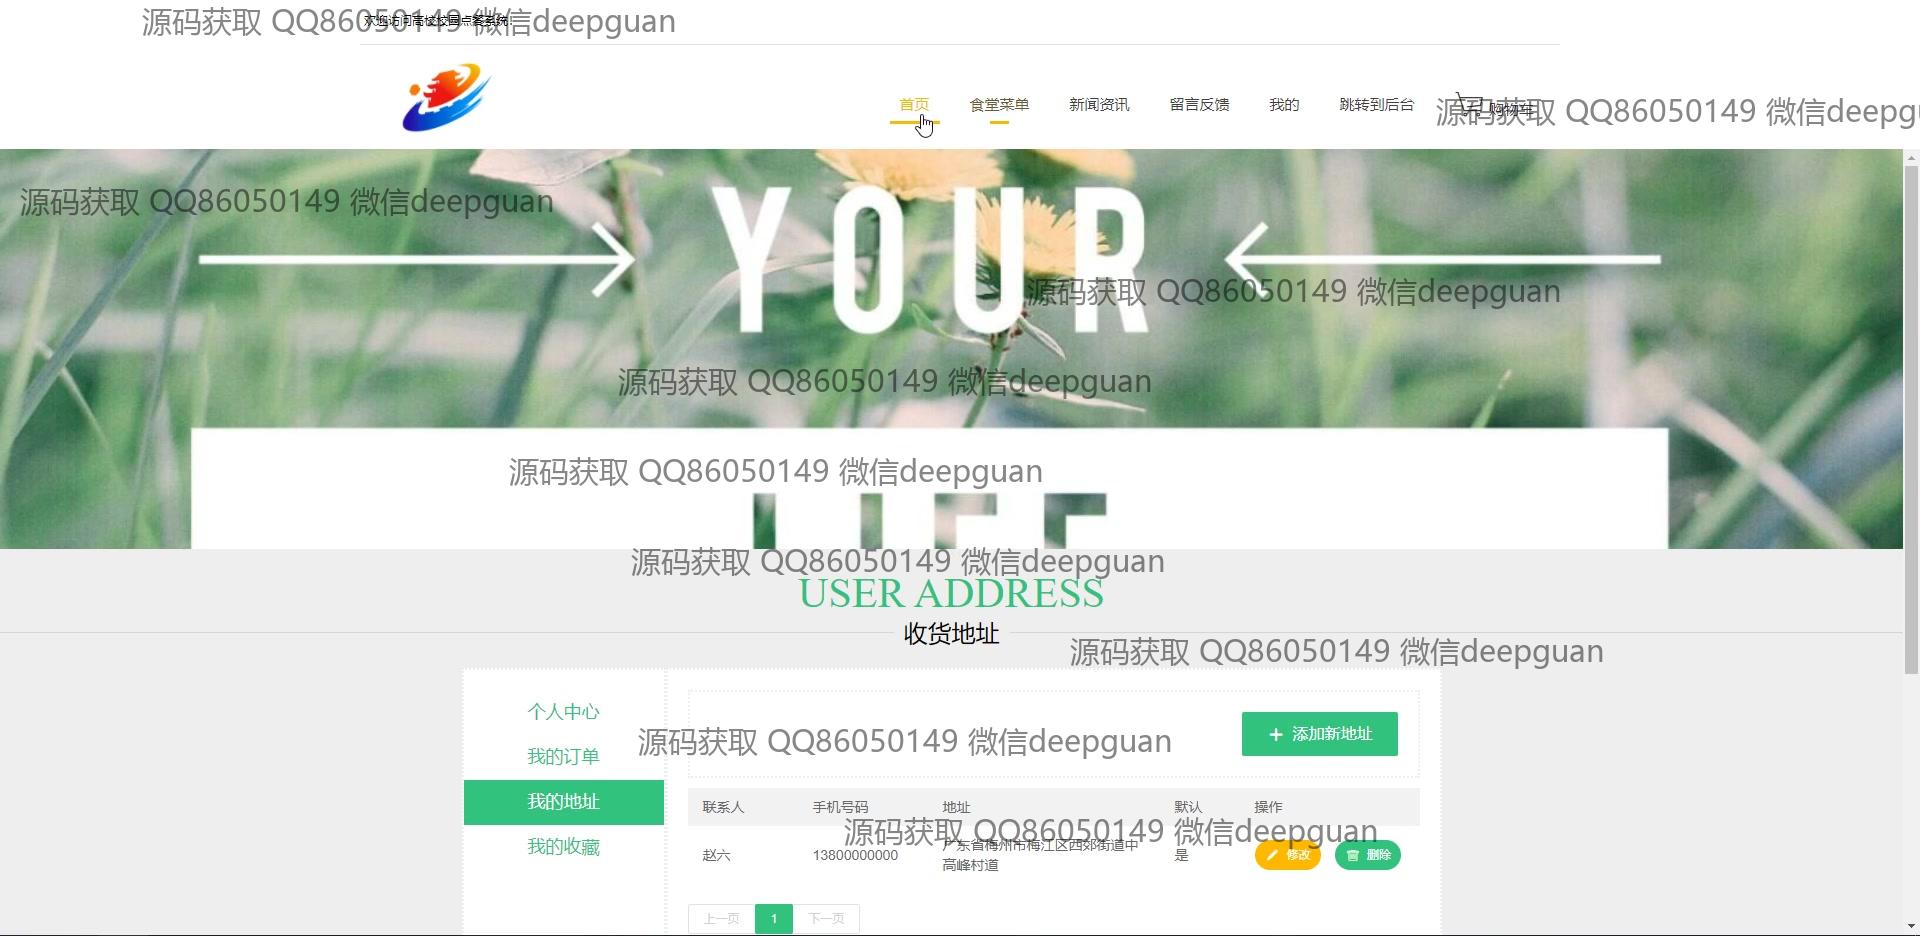 源码获取 QQ86050149 微信deepguan
欢迎访问高校校园点餐系统!
首页 食堂菜单 新闻资讯 留言反馈 我的 跳转到后台 购物车
源码获取 QQ86050149 微信deepgu
源码获取 QQ86050149 微信deepguan
YOUR
源码获取 QQ86050149 微信deepguan
源码获取 QQ86050149 微信deepguan
源码获取 QQ86050149 微信deepguan
LIFE
源码获取 QQ86050149 微信deepguan
USER ADDRESS
收货地址
源码获取 QQ86050149 微信deepguan
个人中心
我的订单
我的地址
我的收藏
添加新地址
源码获取 QQ86050149 微信deepguan
联系人 手机号码 地址 默认 操作
源码获取 QQ86050149 微信deepguan
赵六 13800000000 广东省梅州市梅江区西郊街道中高峰村道 是 修改 删除
上一页 1 下一页